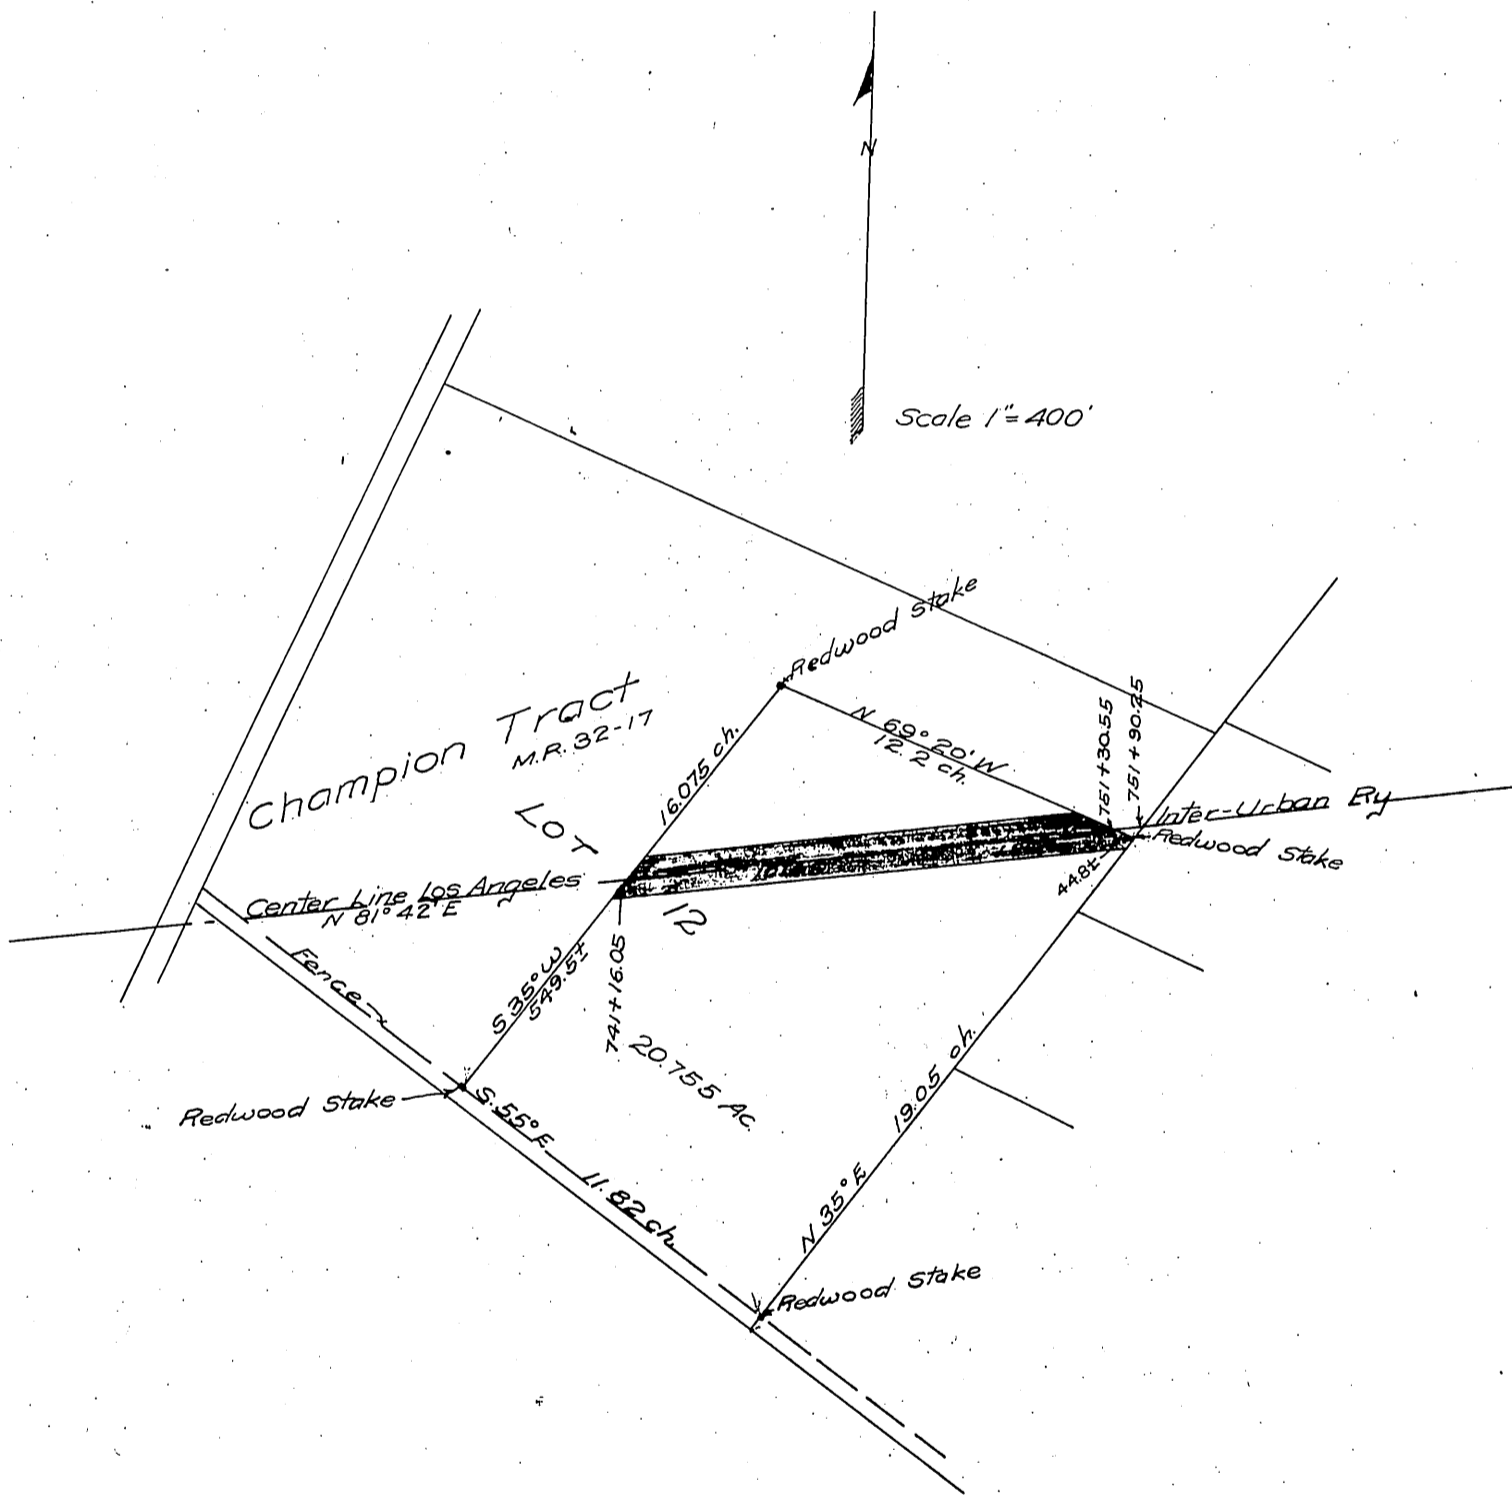 N
Scale 1"=400'
Redwood Stake
Champion Tract
M.R. 32-17
16.075 ch.
N 69°20' W
12.2 ch.
751+30.55
751+90.25
LOT
Inter-Urban Ry
Redwood Stake
Center Line Los Angeles
N 81°42' E
12
44.8±
Fence
S 35° W
549.5±
741+16.05
20.755 Ac.
19.05 ch.
Redwood Stake
S. 55° E
11.82 ch.
N 35° E
Redwood Stake